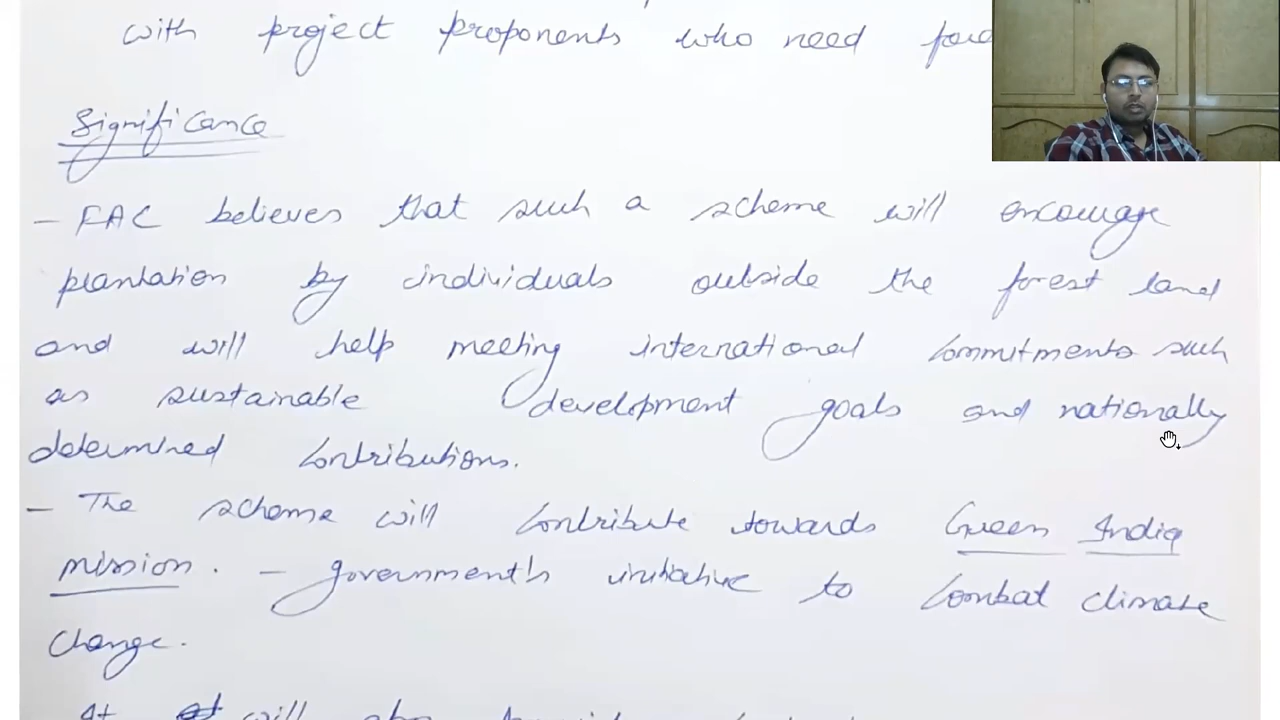 with project proponents who need
Significance
- FAC believes that such a scheme will encourage
plantation by individuals outside the forest land
and will help meeting international commitments such
as sustainable development goals and nationally
determined contributions.
- The scheme will contribute towards Green India
mission. - government's initiative to combat climate
change.
will also